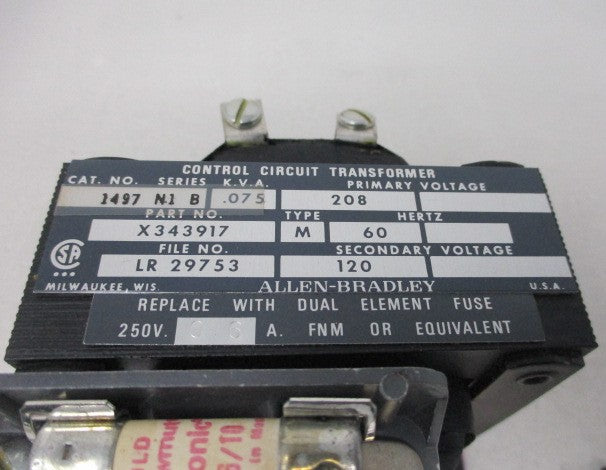 CONTROL CIRCUIT TRANSFORMER
CAT. NO. SERIES K.V.A. PRIMARY VOLTAGE
1497 N1 B .075 208
PART NO. TYPE HERTZ
X343917 M 60
FILE NO. SECONDARY VOLTAGE
SA LR 29753 120
MILWAUKEE, WIS. ALLEN-BRADLEY U.S.A.
REPLACE WITH DUAL ELEMENT FUSE
250V. A. FNM OR EQUIVALENT